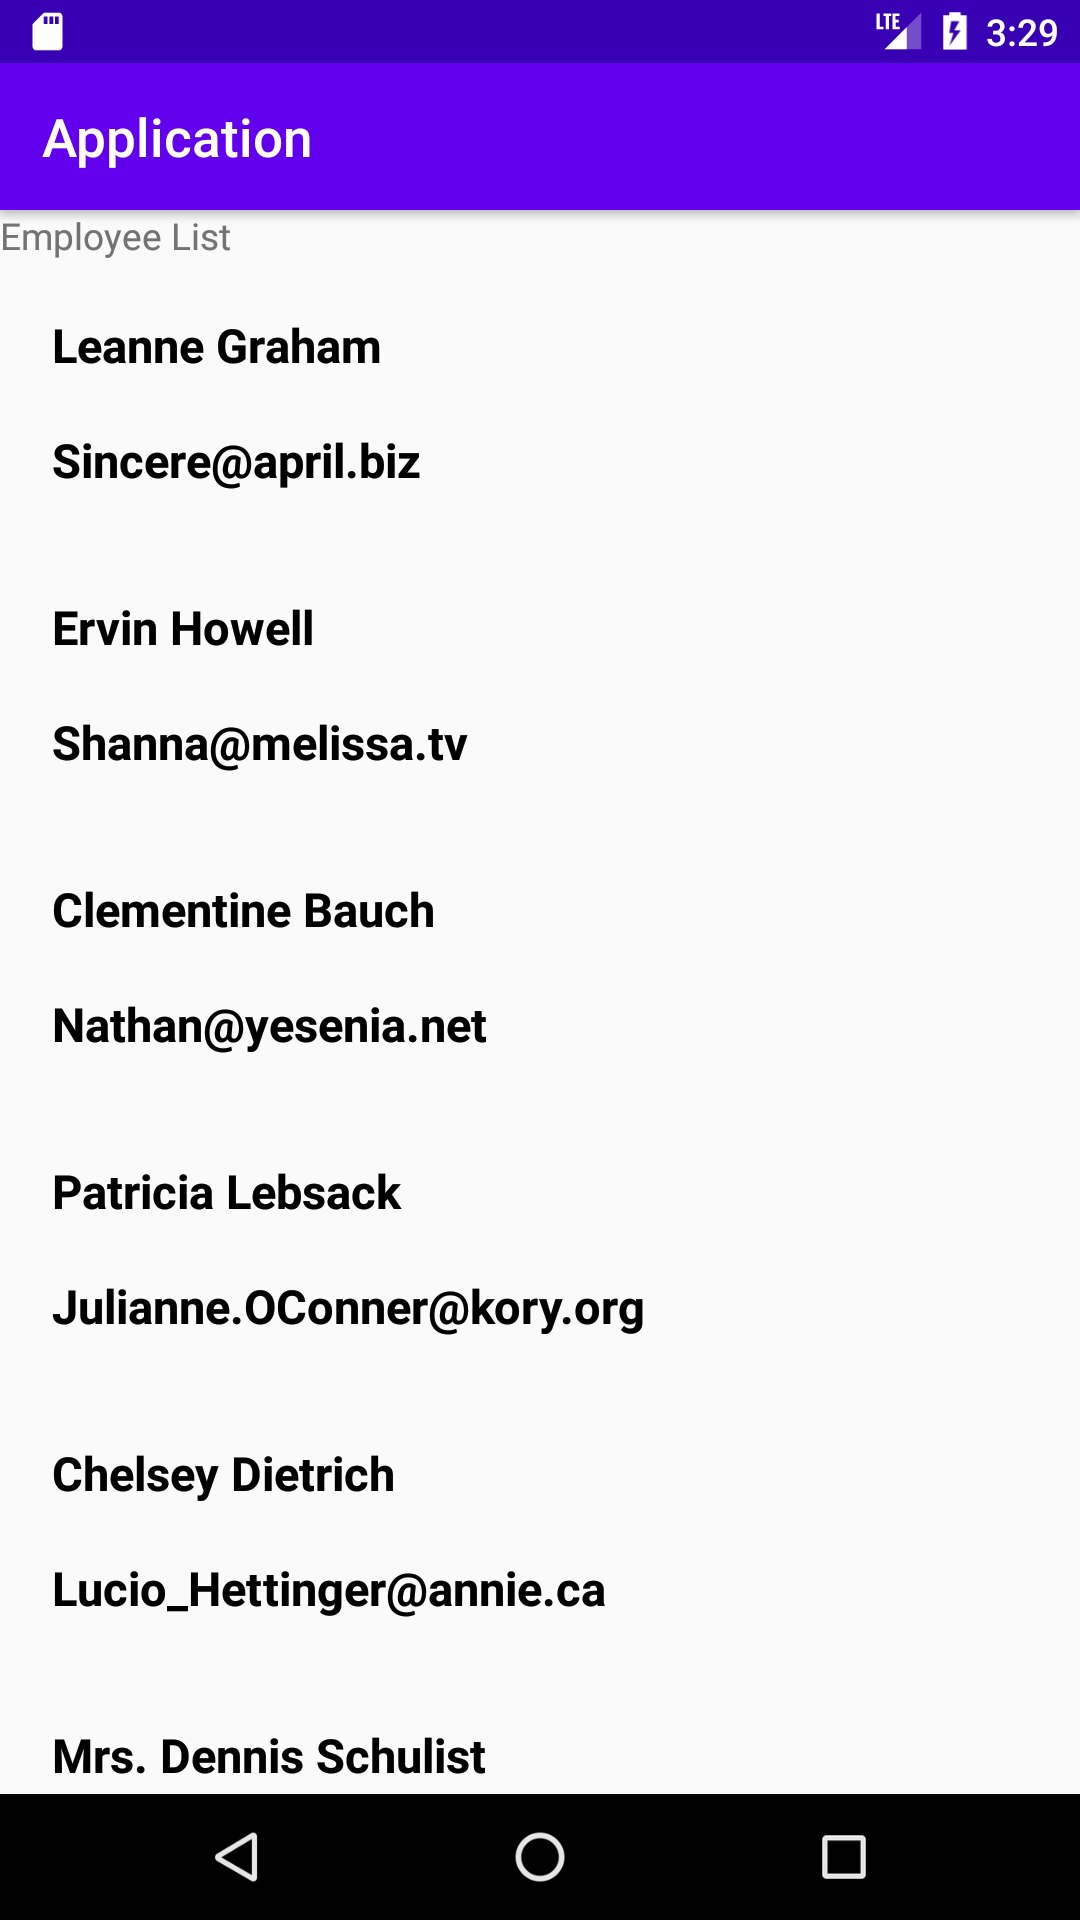 LTE 3:29
Application
Employee List
Leanne Graham
Sincere@april.biz
Ervin Howell
Shanna@melissa.tv
Clementine Bauch
Nathan@yesenia.net
Patricia Lebsack
Julianne.OConner@kory.org
Chelsey Dietrich
Lucio_Hettinger@annie.ca
Mrs. Dennis Schulist